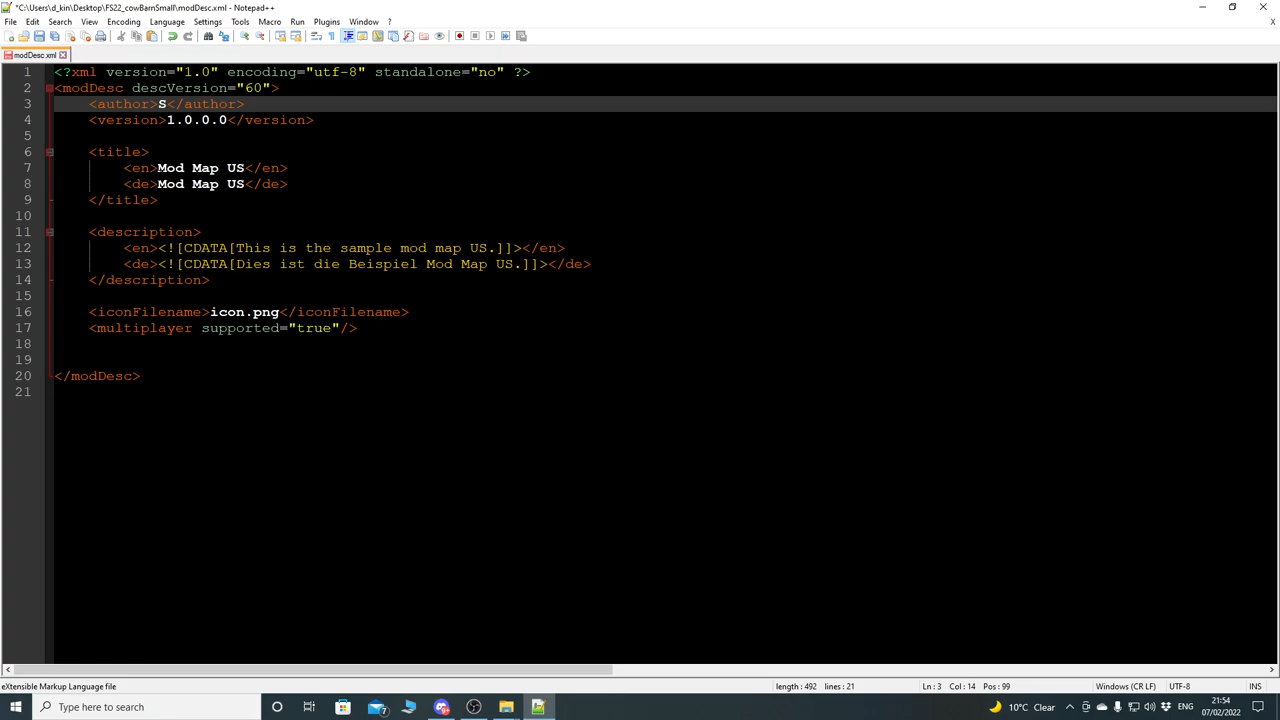 *C:\Users\d_kin\Desktop\FS22_cowBarnSmall\modDesc.xml - Notepad++
File Edit Search View Encoding Language Settings Tools Macro Run Plugins Window ? X
modDesc.xml
1 <?xml version="1.0" encoding="utf-8" standalone="no" ?>
2 <modDesc descVersion="60">
3 <author>S</author>
4 <version>1.0.0.0</version>
5
6 <title>
7 <en>Mod Map US</en>
8 <de>Mod Map US</de>
9 </title>
10
11 <description>
12 <en><![CDATA[This is the sample mod map US.]]></en>
13 <de><![CDATA[Dies ist die Beispiel Mod Map US.]]></de>
14 </description>
15
16 <iconFilename>icon.png</iconFilename>
17 <multiplayer supported="true"/>
18
19
20 </modDesc>
21
eXtensible Markup Language file length : 492 lines : 21 Ln : 3 Col : 14 Pos : 99 Windows (CR LF) UTF-8 INS
Type here to search 10°C Clear ENG 21:54
07/02/2022